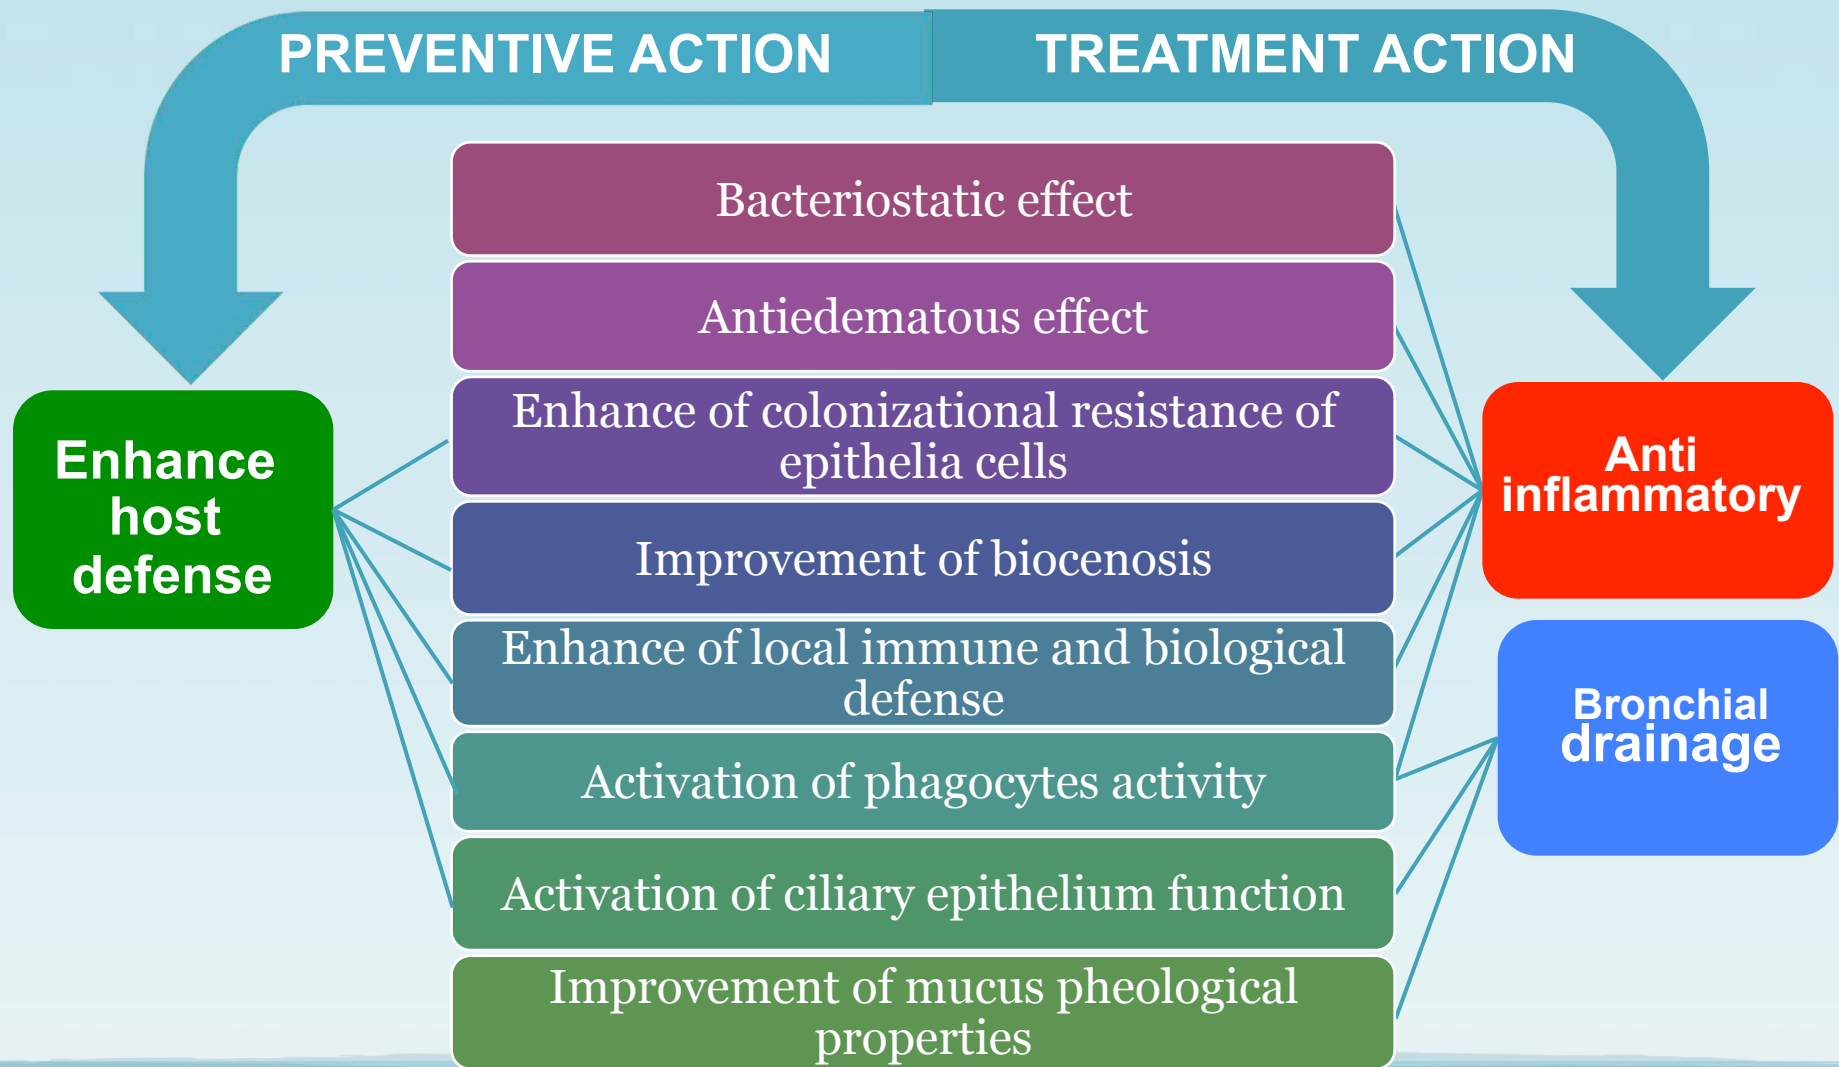 PREVENTIVE ACTION
TREATMENT ACTION
Bacteriostatic effect
Antiedematous effect
Enhance of colonizational resistance of
epithelia cells
Improvement of biocenosis
Enhance of local immune and biological
defense
Activation of phagocytes activity
Activation of ciliary epithelium function
Improvement of mucus pheological
properties
Enhance
host
defense
Anti
inflammatory
Bronchial
drainage